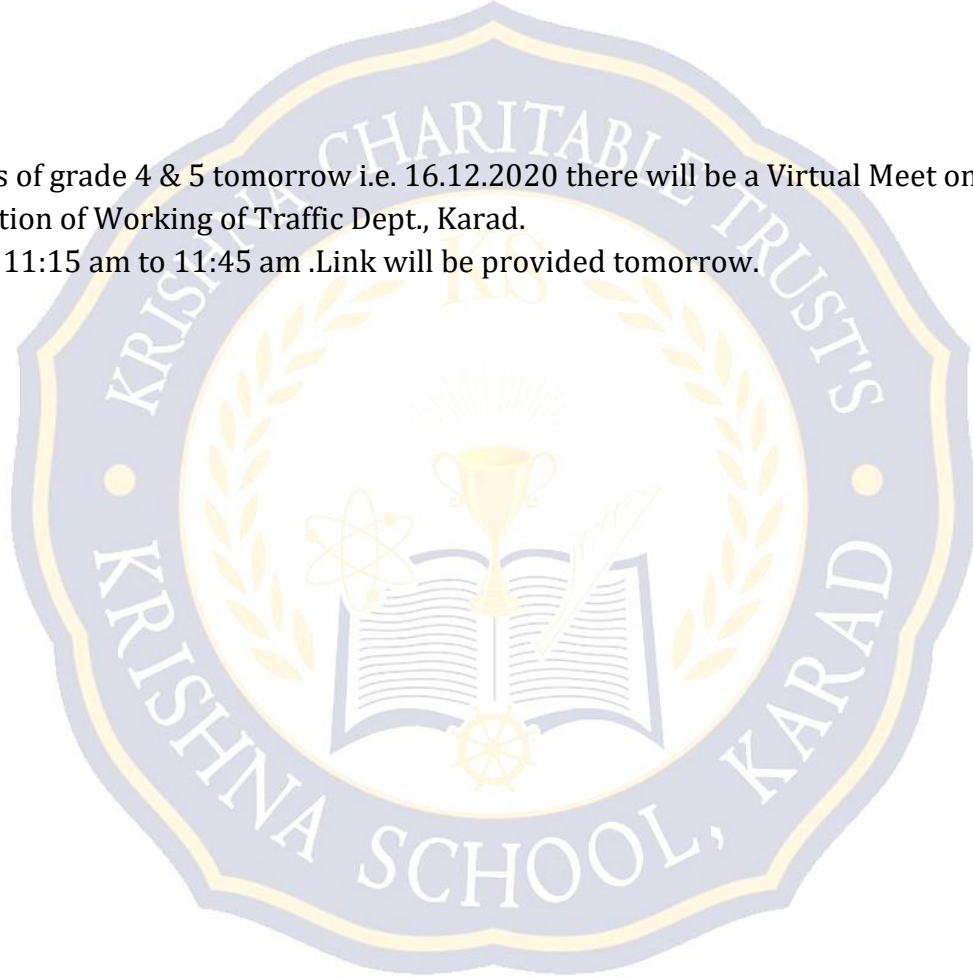 s of grade 4 & 5 tomorrow i.e. 16.12.2020 there will be a Virtual Meet on
tion of Working of Traffic Dept., Karad.
11:15 am to 11:45 am .Link will be provided tomorrow.
KRISHNA CHARITABLE TRUST'S
KS
KRISHNA SCHOOL, KARAD